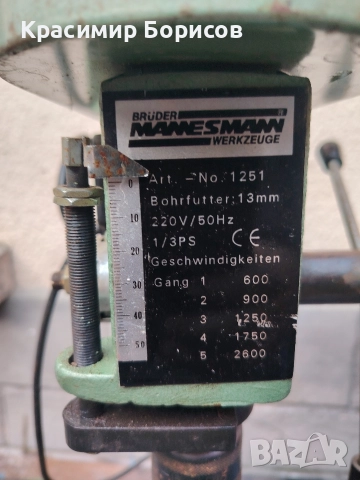 Красимир Борисов
BRÜDER
MANNESMANN
WERKZEUGE
Art.-No.:1251
Bohrfutter:13mm
220V/50Hz
1/3PS CE
Geschwindigkeiten
Gang 1 600
2 900
3 1250
4 1750
5 2600
0
10
20
30
40
50
BAZAR